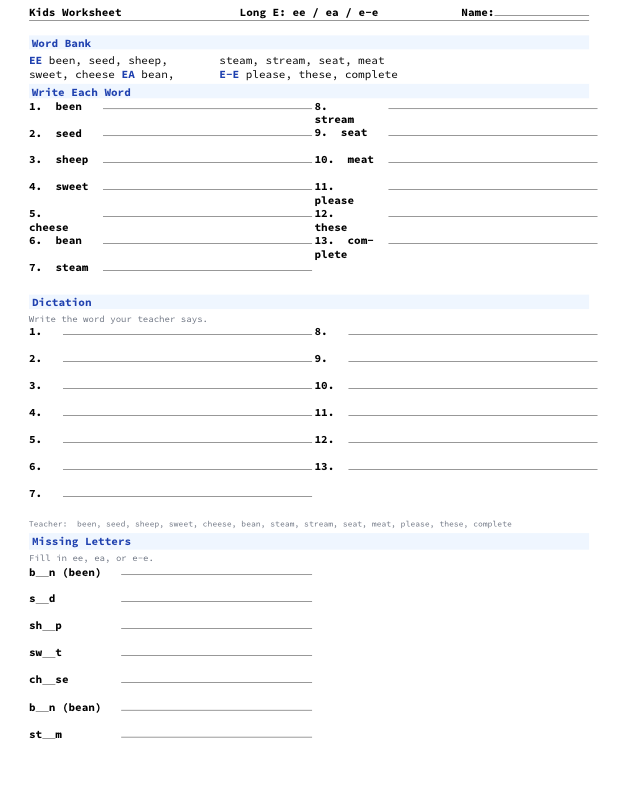 Kids Worksheet Long E: ee / ea / e-e Name:
Word Bank
EE been, seed, sheep,
sweet, cheese EA bean,
steam, stream, seat, meat
E-E please, these, complete
Write Each Word
1. been
2. seed
3. sheep
4. sweet
5.
cheese
6. bean
7. steam
8.
stream
9. seat
10. meat
11.
please
12.
these
13. com-
plete
Dictation
Write the word your teacher says.
1.
2.
3.
4.
5.
6.
7.
8.
9.
10.
11.
12.
13.
Teacher: been, seed, sheep, sweet, cheese, bean, steam, stream, seat, meat, please, these, complete
Missing Letters
Fill in ee, ea, or e-e.
b__n (been)
s__d
sh__p
sw__t
ch__se
b__n (bean)
st__m